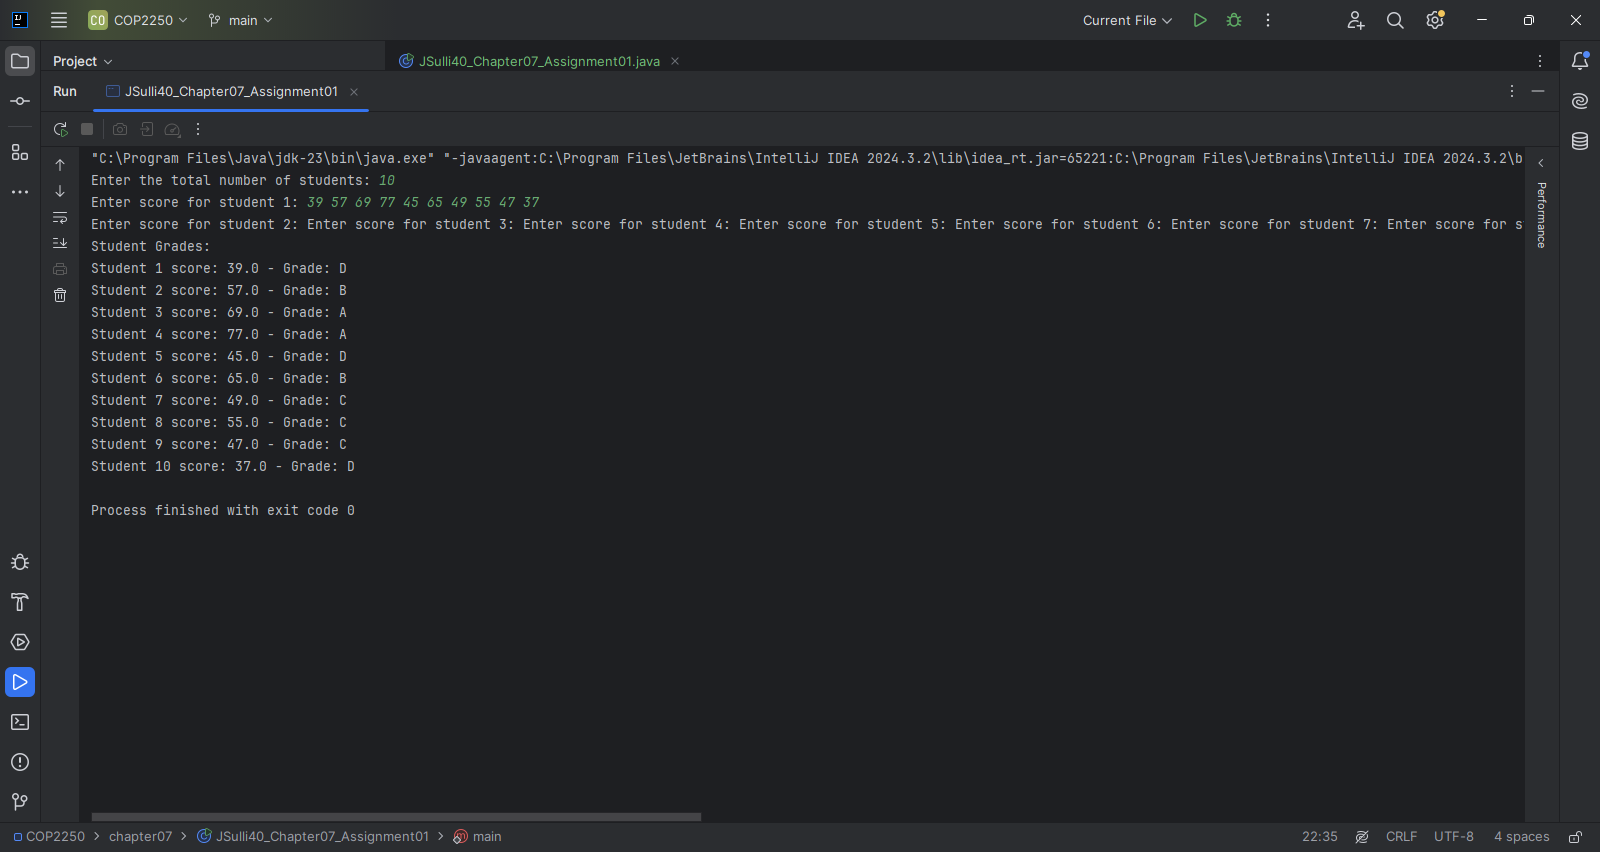 CO COP2250 main Current File
Project JSulli40_Chapter07_Assignment01.java
Run JSulli40_Chapter07_Assignment01
"C:\Program Files\Java\jdk-23\bin\java.exe" "-javaagent:C:\Program Files\JetBrains\IntelliJ IDEA 2024.3.2\lib\idea_rt.jar=65221:C:\Program Files\JetBrains\IntelliJ IDEA 2024.3.2\b
Enter the total number of students: 10
Enter score for student 1: 39 57 69 77 45 65 49 55 47 37
Enter score for student 2: Enter score for student 3: Enter score for student 4: Enter score for student 5: Enter score for student 6: Enter score for student 7: Enter score for s
Student Grades:
Student 1 score: 39.0 - Grade: D
Student 2 score: 57.0 - Grade: B
Student 3 score: 69.0 - Grade: A
Student 4 score: 77.0 - Grade: A
Student 5 score: 45.0 - Grade: D
Student 6 score: 65.0 - Grade: B
Student 7 score: 49.0 - Grade: C
Student 8 score: 55.0 - Grade: C
Student 9 score: 47.0 - Grade: C
Student 10 score: 37.0 - Grade: D
Process finished with exit code 0
Performance
COP2250 > chapter07 > JSulli40_Chapter07_Assignment01 > main 22:35 CRLF UTF-8 4 spaces